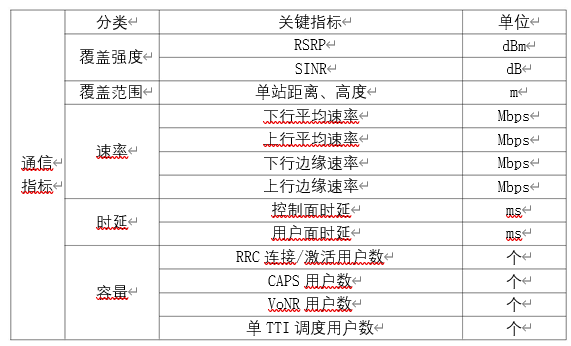 分类 关键指标 单位
通信指标
覆盖强度 RSRP dBm
SINR dB
覆盖范围 单站距离、高度 m
速率 下行平均速率 Mbps
上行平均速率 Mbps
下行边缘速率 Mbps
上行边缘速率 Mbps
时延 控制面时延 ms
用户面时延 ms
容量 RRC 连接/激活用户数 个
CAPS 用户数 个
VoNR 用户数 个
单 TTI 调度用户数 个